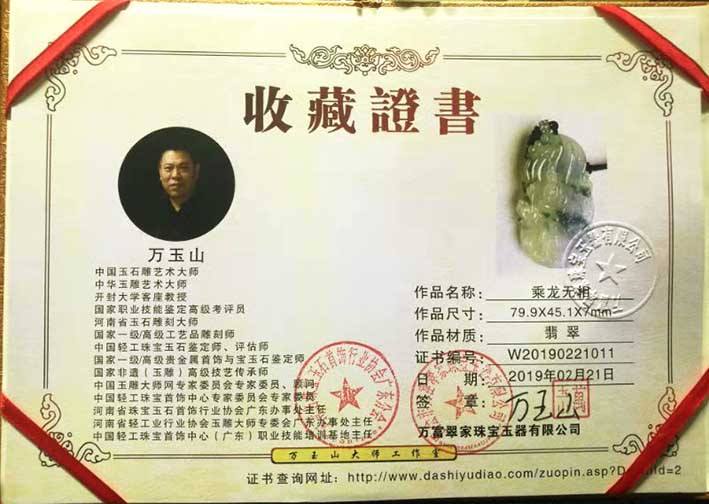 收藏證書
万玉山
中国玉石雕艺术大师
中华玉雕艺术大师
开封大学客座教授
国家职业技能鉴定高级考评员
河南省玉石雕刻大师
国家一级/高级工艺品雕刻师
中国轻工珠宝玉石鉴定师、评估师
国家一级/高级贵金属首饰与宝玉石鉴定师
国家非遗（玉雕）高级技艺传承师
中国玉雕大师网专家委员会专家委员、顾问
中国轻工珠宝首饰中心专家委员会专家委员
河南省珠宝玉石首饰行业协会广东办事处主任
河南省轻工业行业协会玉雕大师专委会广东办事处主任
中国轻工珠宝首饰中心（广东）职业技能培训基地主任
作品名称：乘龙无相
作品尺寸：79.9X45.1X7mm
作品材质：翡翠
证书编号：W20190221011
日期：2019年02月21日
签章：万玉山
万富翠家珠宝玉器有限公司
万玉山大师工作室
证书查询网址：http://www.dashiyudiao.com/zuopin.asp?